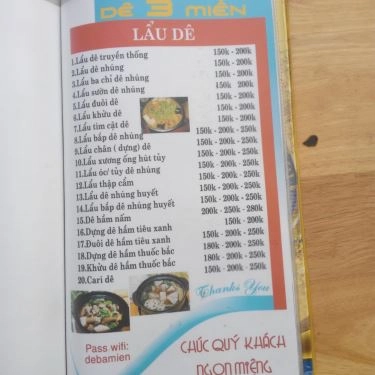 DÊ 3 MIỀN
LẨU DÊ
1.Lẩu dê truyền thống 150k - 200k
2.Lẩu dê nhúng 150k - 200k
3.Lẩu ba chỉ dê nhúng 150k - 200k
4.Lẩu sườn dê nhúng 150k - 200k
5.Lẩu đuôi dê 150k - 200k
6.Lẩu khừu dê 150k - 200k
7.Lẩu tim cật dê 150k - 200k
8.Lẩu bắp dê nhúng 150k - 200k - 250k
9.Lẩu chân ( dựng) dê 150k - 200k - 250k
10.Lẩu xương ống hút tủy 150k - 200k - 250k
11.Lẩu óc/ tủy dê nhúng 150k - 200k - 250k
12.Lẩu thập cẩm 150k - 200k - 250k
13.Lẩu dê nhúng huyết 150k - 200k - 250k
14.Lẩu bắp dê nhúng huyết 150k - 200k - 250k
15.Dê hầm nấm 200k - 250k - 280k
16.Dựng dê hầm tiêu xanh 150k - 200k
17.Đuôi dê hầm tiêu xanh 150k - 200k - 250k
18.Dựng dê hầm thuốc bắc 180k - 200k - 250k
19.Khừu dê hầm thuốc bắc 180k - 200k - 250k
20.Cari dê 150k - 200k - 250k
Thanks You
Pass wifi:
debamien
CHÚC QUÝ KHÁCH
NGON MIỆNG